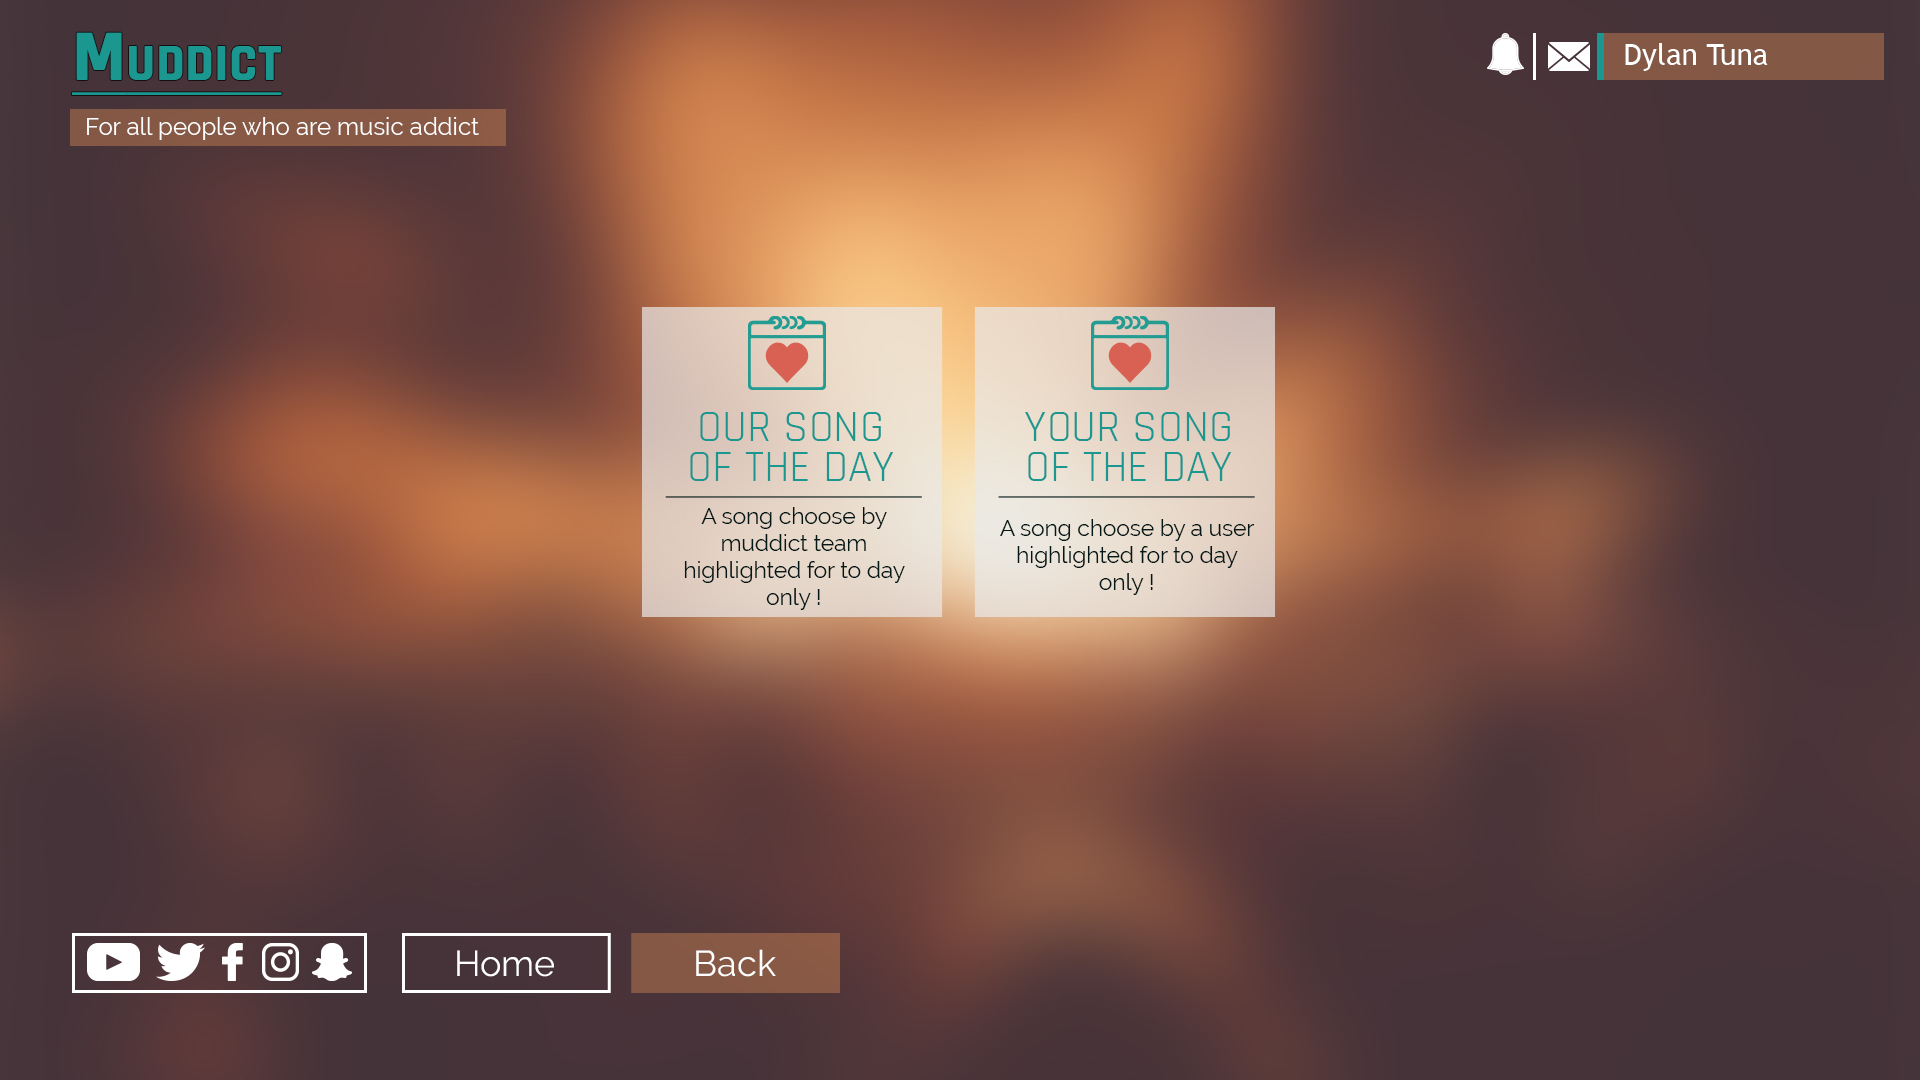 MUDDICT
For all people who are music addict
Dylan Tuna
OUR SONG
OF THE DAY
A song choose by
muddict team
highlighted for to day
only !
YOUR SONG
OF THE DAY
A song choose by a user
highlighted for to day
only !
Home
Back